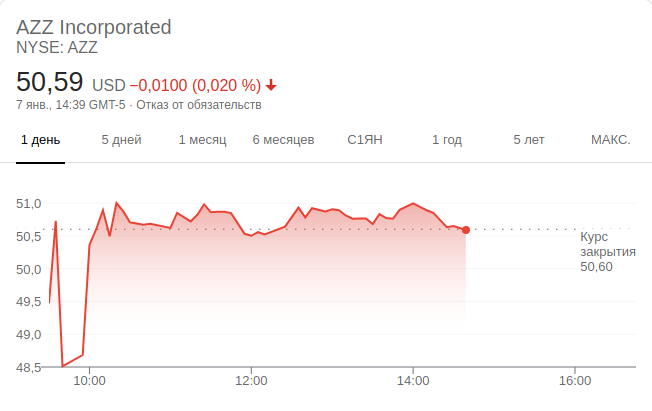 AZZ Incorporated
NYSE: AZZ
50,59 USD −0,0100 (0,020 %)
7 янв., 14:39 GMT-5 · Отказ от обязательств
1 день 5 дней 1 месяц 6 месяцев С1ЯН 1 год 5 лет МАКС.
51,0
50,5
50,0
49,5
49,0
48,5
Курс
закрытия
50,60
10:00 12:00 14:00 16:00